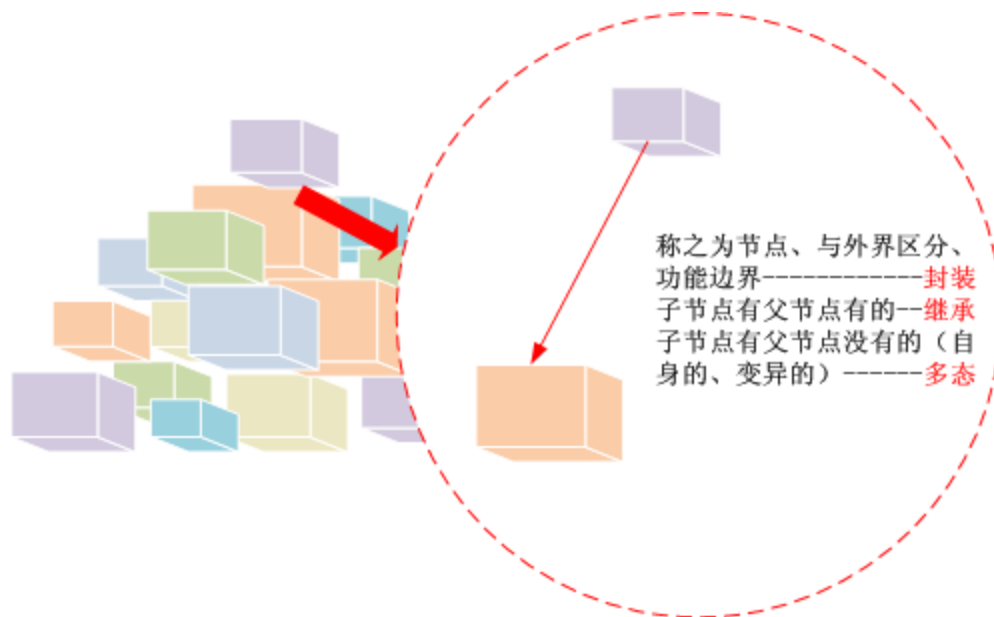 称之为节点、与外界区分、
功能边界------------封装
子节点有父节点有的--继承
子节点有父节点没有的（自
身的、变异的）------多态